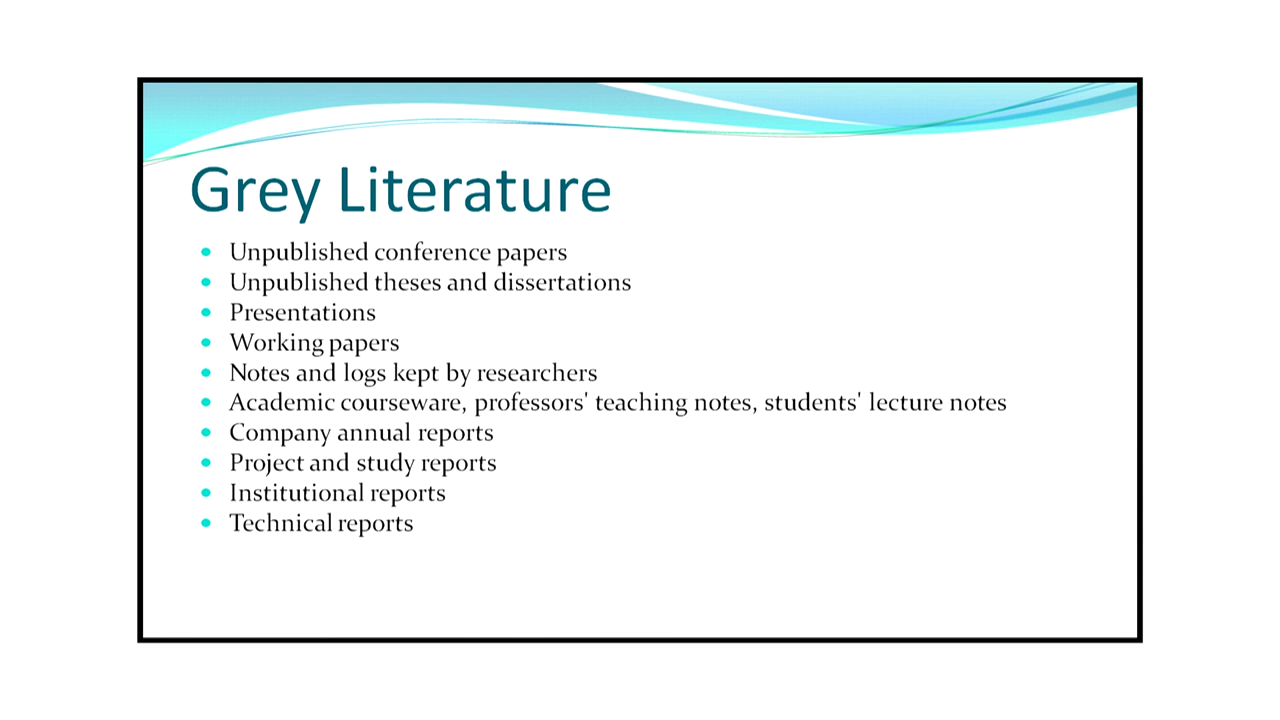 Grey Literature
Unpublished conference papers
Unpublished theses and dissertations
Presentations
Working papers
Notes and logs kept by researchers
Academic courseware, professors' teaching notes, students' lecture notes
Company annual reports
Project and study reports
Institutional reports
Technical reports